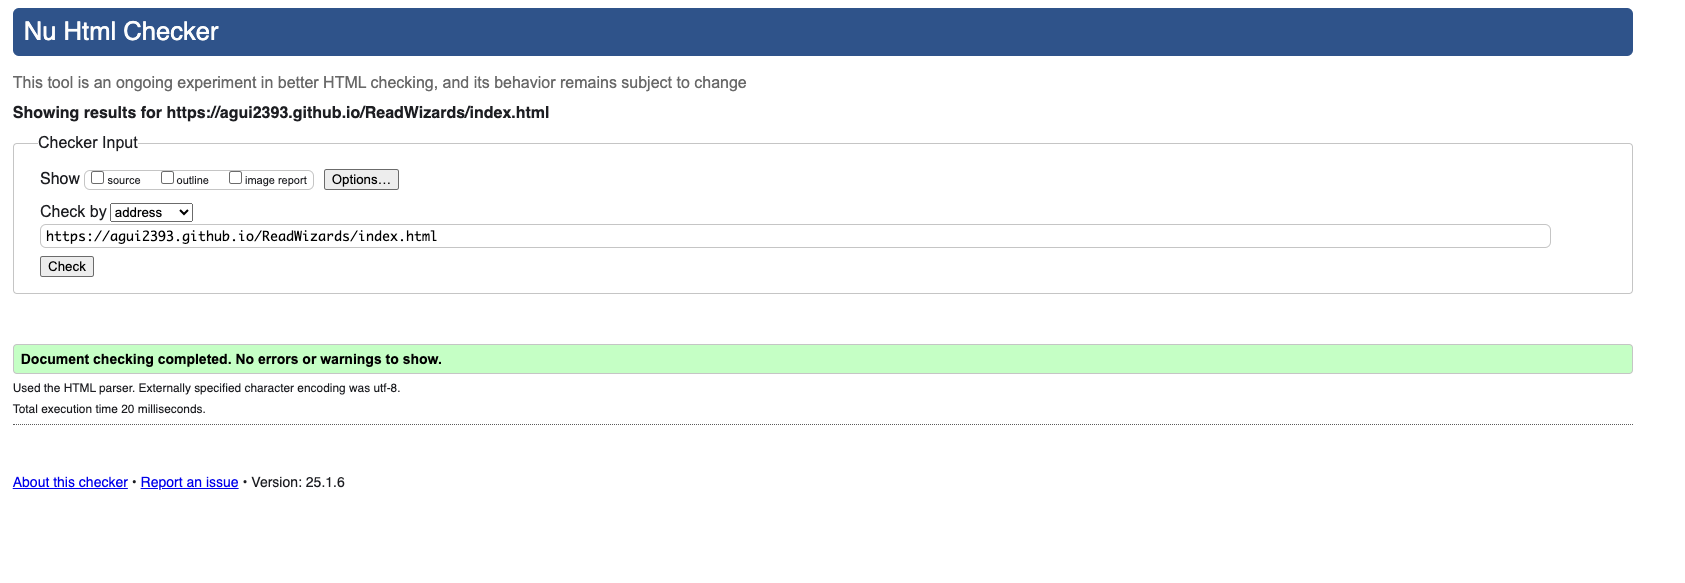 Nu Html Checker
This tool is an ongoing experiment in better HTML checking, and its behavior remains subject to change
Showing results for https://agui2393.github.io/ReadWizards/index.html
Checker Input
Show source outline image report Options…
Check by address
https://agui2393.github.io/ReadWizards/index.html
Check
Document checking completed. No errors or warnings to show.
Used the HTML parser. Externally specified character encoding was utf-8.
Total execution time 20 milliseconds.
About this checker • Report an issue • Version: 25.1.6